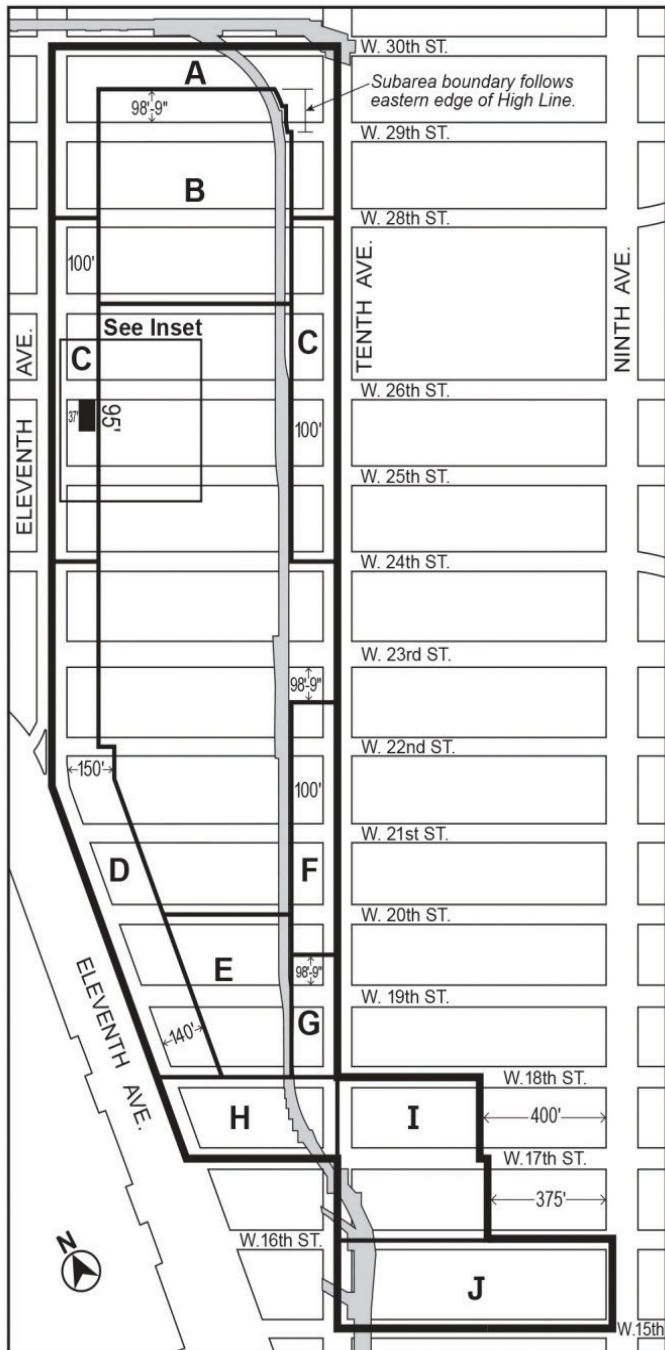 W. 30th ST.
A
98'-9"
Subarea boundary follows
eastern edge of High Line.
W. 29th ST.
B
W. 28th ST.
100'
TENTH AVE.
NINTH AVE.
See Inset
C
C
ELEVENTH AVE.
W. 26th ST.
37'
95'
100'
W. 25th ST.
W. 24th ST.
W. 23rd ST.
98'-9"
W. 22nd ST.
150'
100'
W. 21st ST.
D
F
W. 20th ST.
E
98'-9"
W. 19th ST.
G
ELEVENTH AVE.
140'
W.18th ST.
H
I
400'
W.17th ST.
375'
W.16th ST.
N
J
W.15th